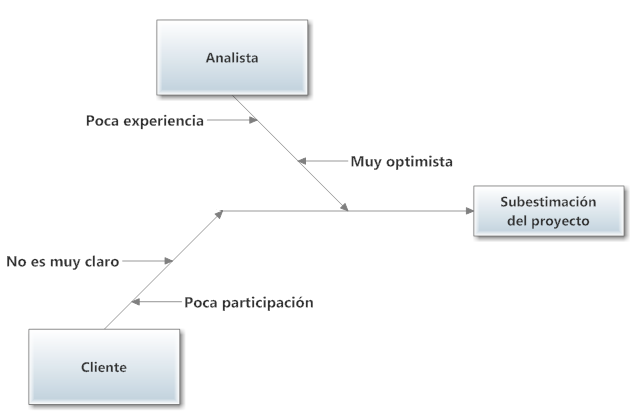 Analista
Poca experiencia
Muy optimista
Subestimación
del proyecto
No es muy claro
Poca participación
Cliente